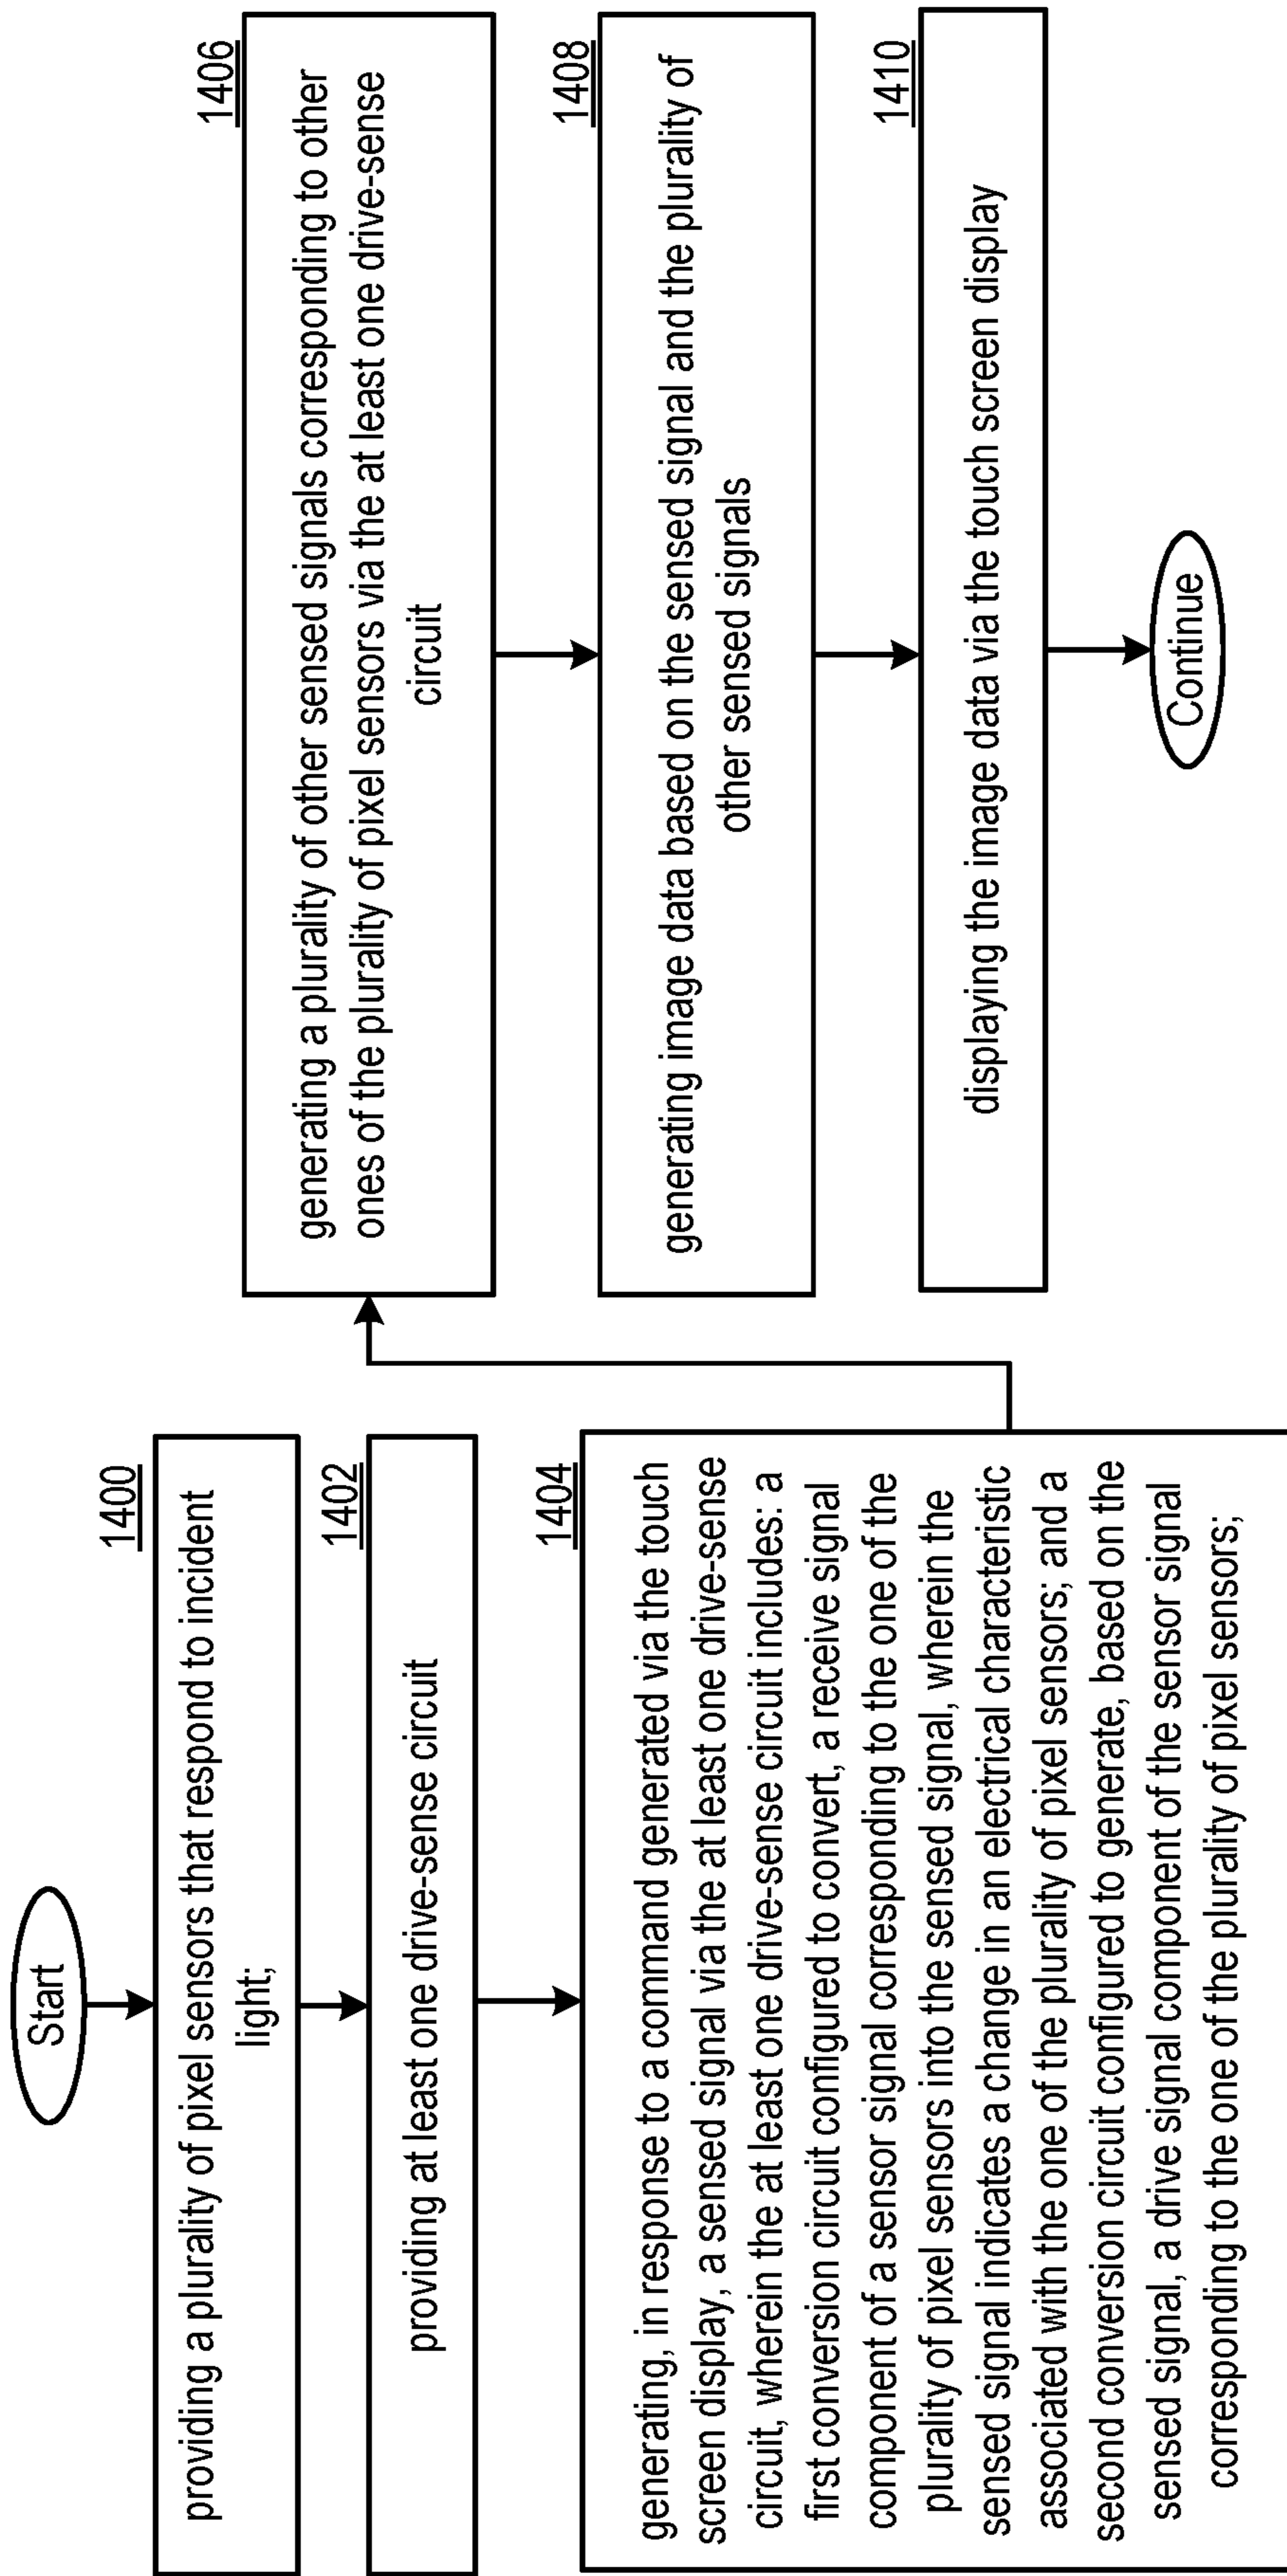 Start
1400
providing a plurality of pixel sensors that respond to incident
light;
1402
providing at least one drive-sense circuit
1404
generating, in response to a command generated via the touch
screen display, a sensed signal via the at least one drive-sense
circuit, wherein the at least one drive-sense circuit includes: a
first conversion circuit configured to convert, a receive signal
component of a sensor signal corresponding to the one of the
plurality of pixel sensors into the sensed signal, wherein the
sensed signal indicates a change in an electrical characteristic
associated with the one of the plurality of pixel sensors; and a
second conversion circuit configured to generate, based on the
sensed signal, a drive signal component of the sensor signal
corresponding to the one of the plurality of pixel sensors;
1406
generating a plurality of other sensed signals corresponding to other
ones of the plurality of pixel sensors via the at least one drive-sense
circuit
1408
generating image data based on the sensed signal and the plurality of
other sensed signals
1410
displaying the image data via the touch screen display
Continue